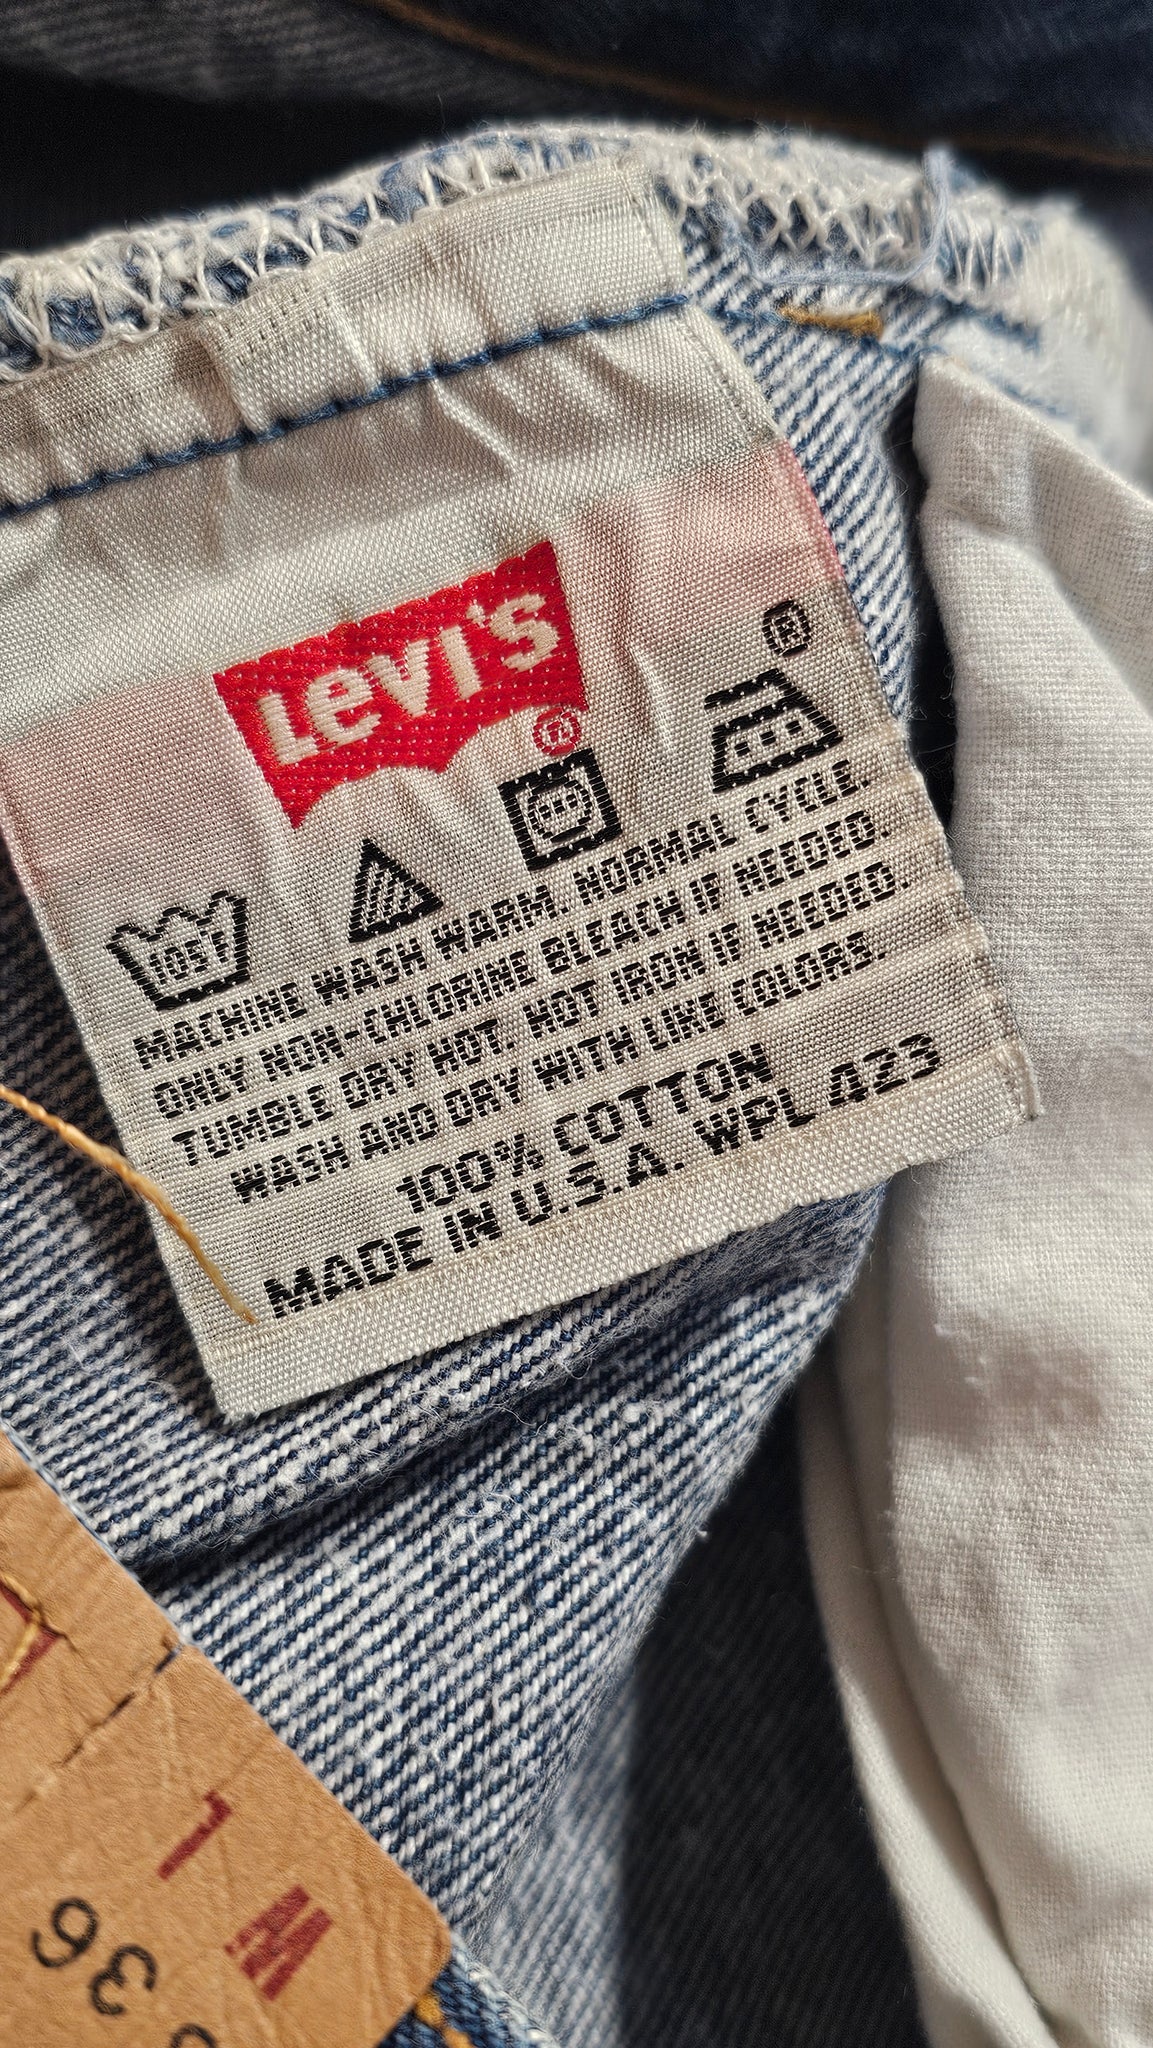 Levi's
®
®
105F
MACHINE WASH WARM. NORMAL CYCLE.
ONLY NON-CHLORINE BLEACH IF NEEDED.
TUMBLE DRY HOT. HOT IRON IF NEEDED.
WASH AND DRY WITH LIKE COLORS.
100% COTTON
MADE IN U.S.A. WPL 423
W L
36